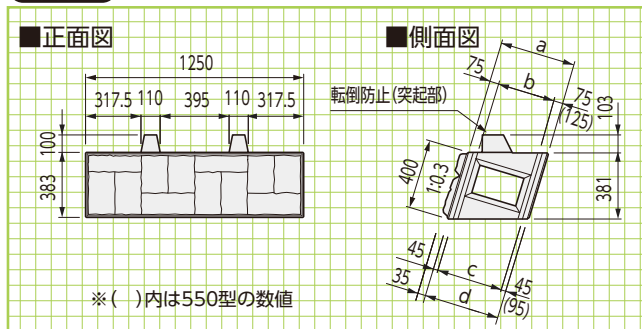 ■正面図
1250
317.5 110 395 110 317.5
100
383
※( )内は550型の数値
■側面図
a
75 b 75
(125)
103
転倒防止(突起部)
400
1:0.3
381
45 c 45
(95)
35 d